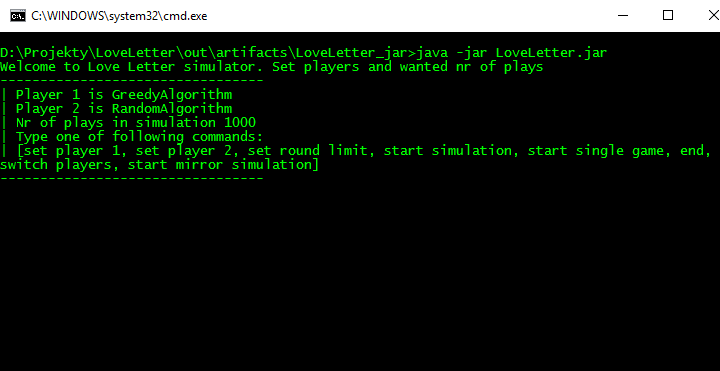 C:\WINDOWS\system32\cmd.exe
D:\Projekty\LoveLetter\out\artifacts\LoveLetter_jar>java -jar LoveLetter.jar
Welcome to Love Letter simulator. Set players and wanted nr of plays
---------------------------------
| Player 1 is GreedyAlgorithm
| Player 2 is RandomAlgorithm
| Nr of plays in simulation 1000
| Type one of following commands:
| [set player 1, set player 2, set round limit, start simulation, start single game, end,
switch players, start mirror simulation]
---------------------------------